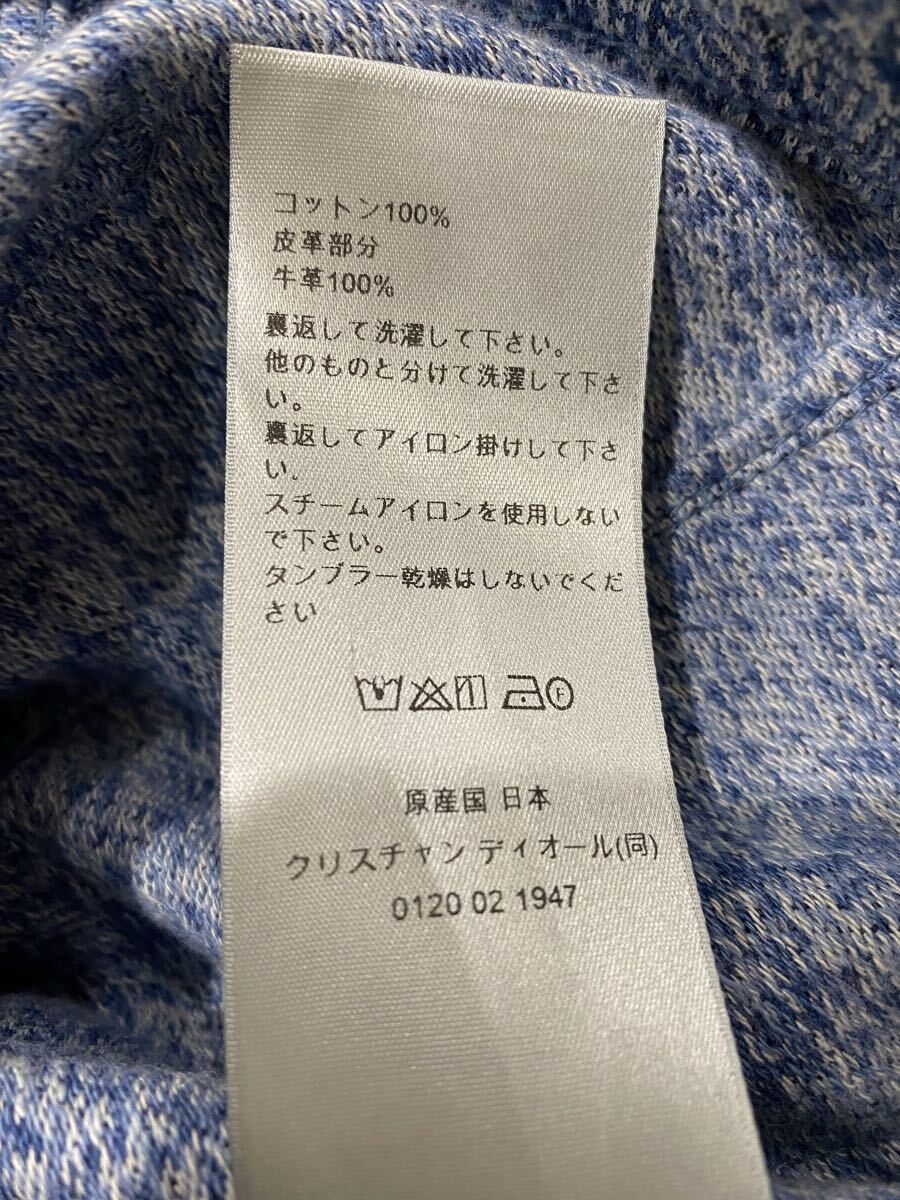 コットン100%
皮革部分
牛革100%
裏返して洗濯して下さい。
他のものと分けて洗濯して下さ
い。
裏返してアイロン掛けして下さ
い。
スチームアイロンを使用しない
で下さい。
タンブラー乾燥はしないでくだ
さい
F
原産国 日本
クリスチャン ディオール(同)
0120 02 1947